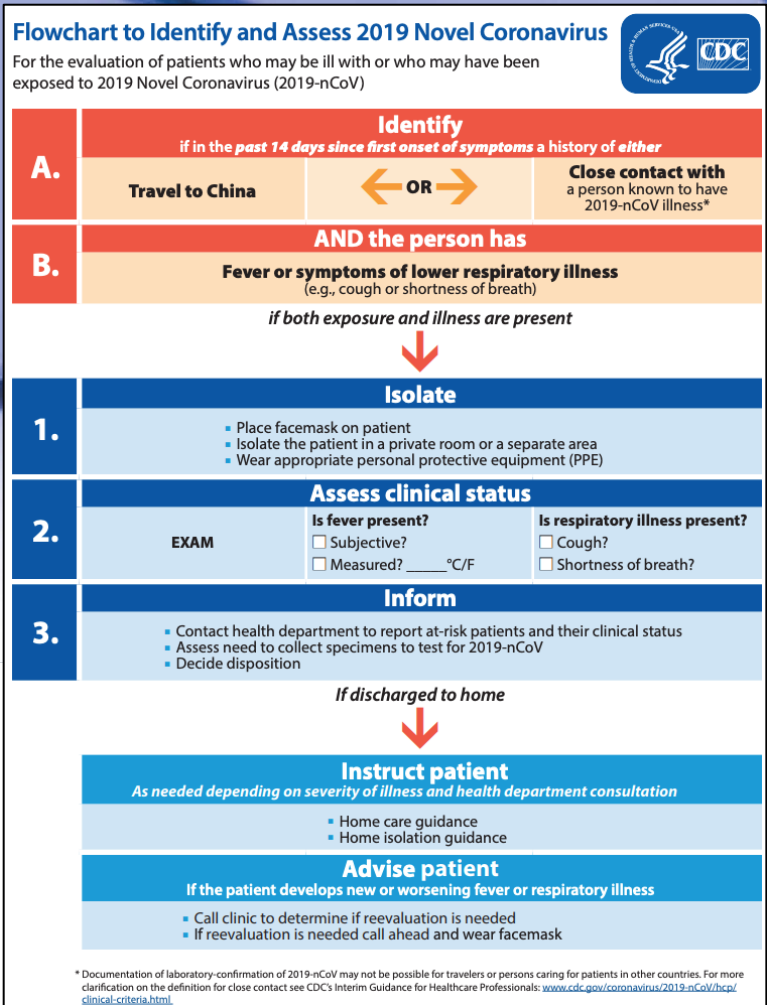 Flowchart to Identify and Assess 2019 Novel Coronavirus
For the evaluation of patients who may be ill with or who may have been
exposed to 2019 Novel Coronavirus (2019-nCoV)
CDC
A.
Identify
if in the past 14 days since first onset of symptoms a history of either
Travel to China
OR
Close contact with
a person known to have
2019-nCoV illness*
B.
AND the person has
Fever or symptoms of lower respiratory illness
(e.g., cough or shortness of breath)
if both exposure and illness are present
1.
Isolate
Place facemask on patient
Isolate the patient in a private room or a separate area
Wear appropriate personal protective equipment (PPE)
2.
Assess clinical status
EXAM
Is fever present?
Subjective?
Measured? _____°C/F
Is respiratory illness present?
Cough?
Shortness of breath?
3.
Inform
Contact health department to report at-risk patients and their clinical status
Assess need to collect specimens to test for 2019-nCoV
Decide disposition
If discharged to home
Instruct patient
As needed depending on severity of illness and health department consultation
Home care guidance
Home isolation guidance
Advise patient
If the patient develops new or worsening fever or respiratory illness
Call clinic to determine if reevaluation is needed
If reevaluation is needed call ahead and wear facemask
* Documentation of laboratory-confirmation of 2019-nCoV may not be possible for travelers or persons caring for patients in other countries. For more
clarification on the definition for close contact see CDC's Interim Guidance for Healthcare Professionals: www.cdc.gov/coronavirus/2019-nCoV/hcp/
clinical-criteria.html